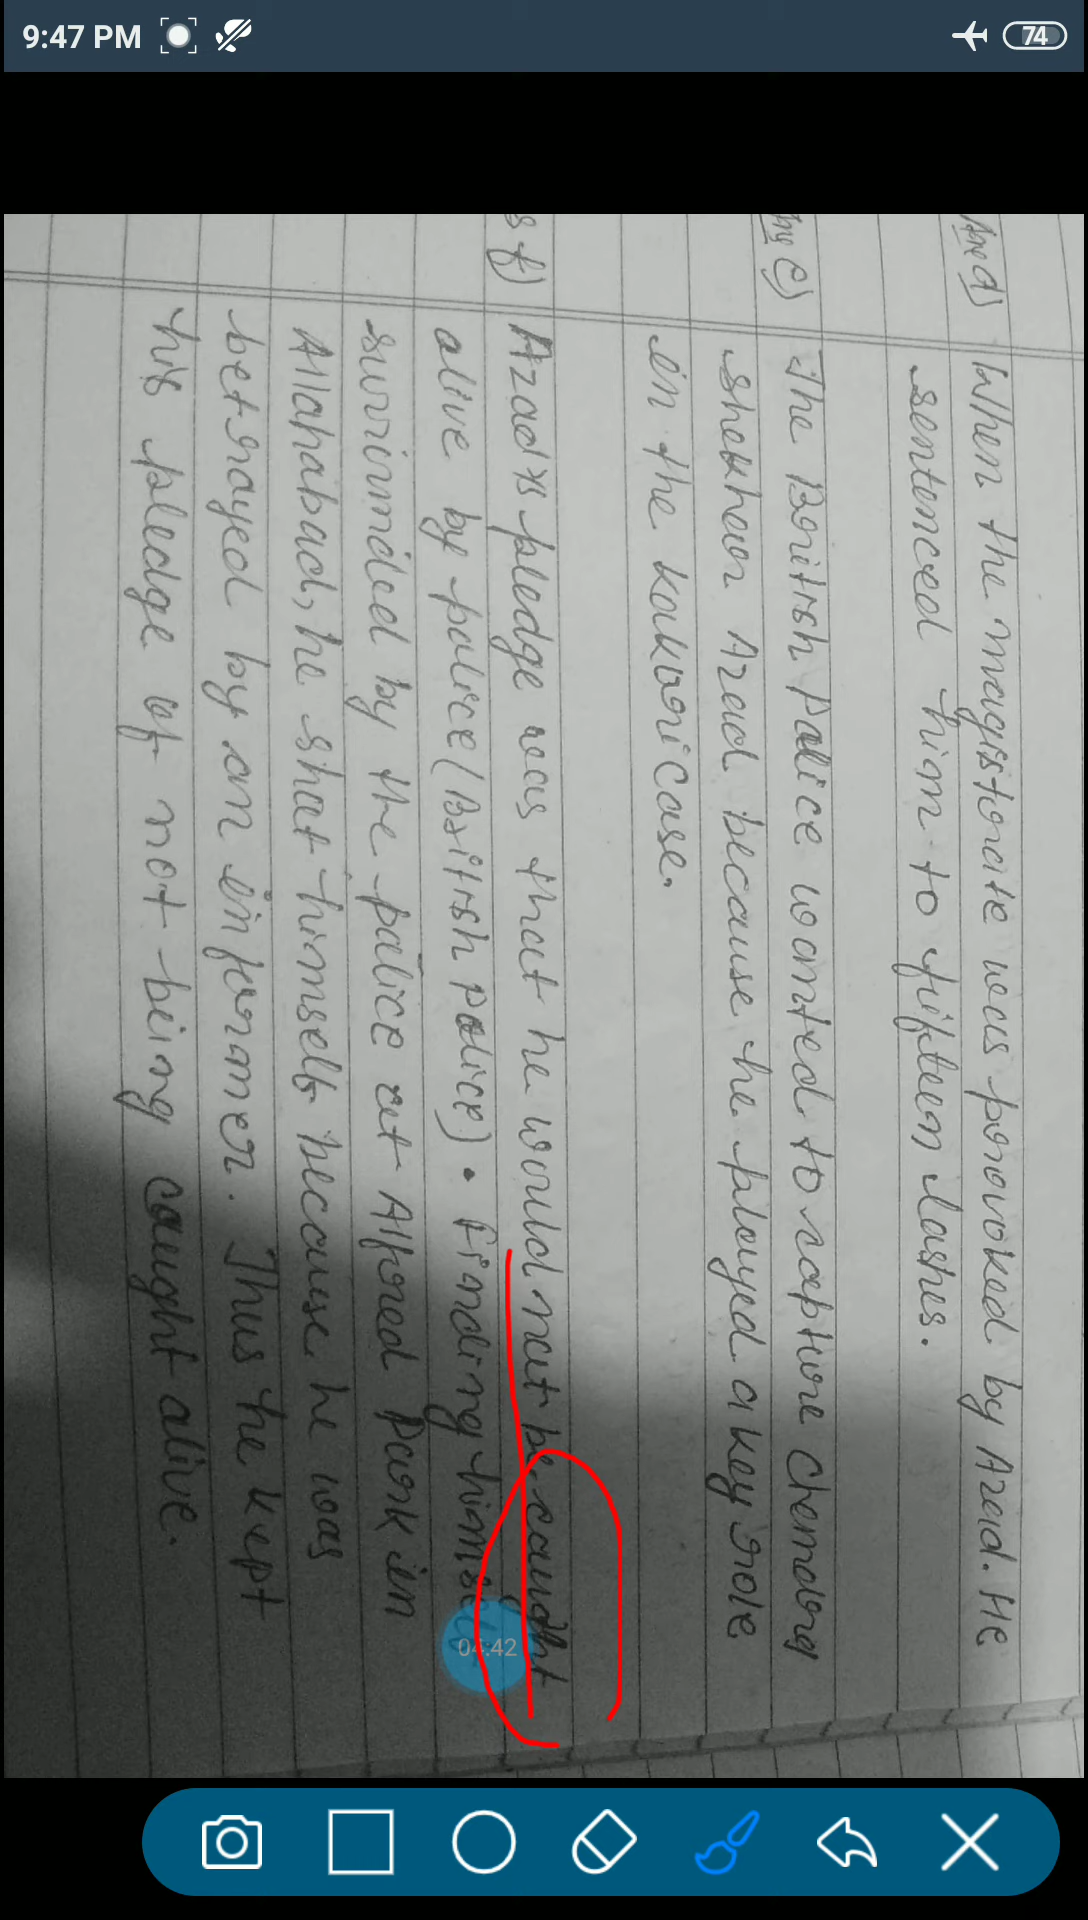 9:47 PM
74
Ans d) When the magistrate was provoked by Azad. He
sentenced him to fifteen lashes.
Ans e) The British Police wanted to capture Chandra
shekhar Azad because he played a key role
in the kakori case.
s f) Azad's pledge was that he would not be caught
alive by police (British police). finding himself
surrounded by the police at Alfred Park in
Allahabad, he shot himself because he was
betrayed by an informer. Thus he kept
his pledge of not being caught alive.
04:42